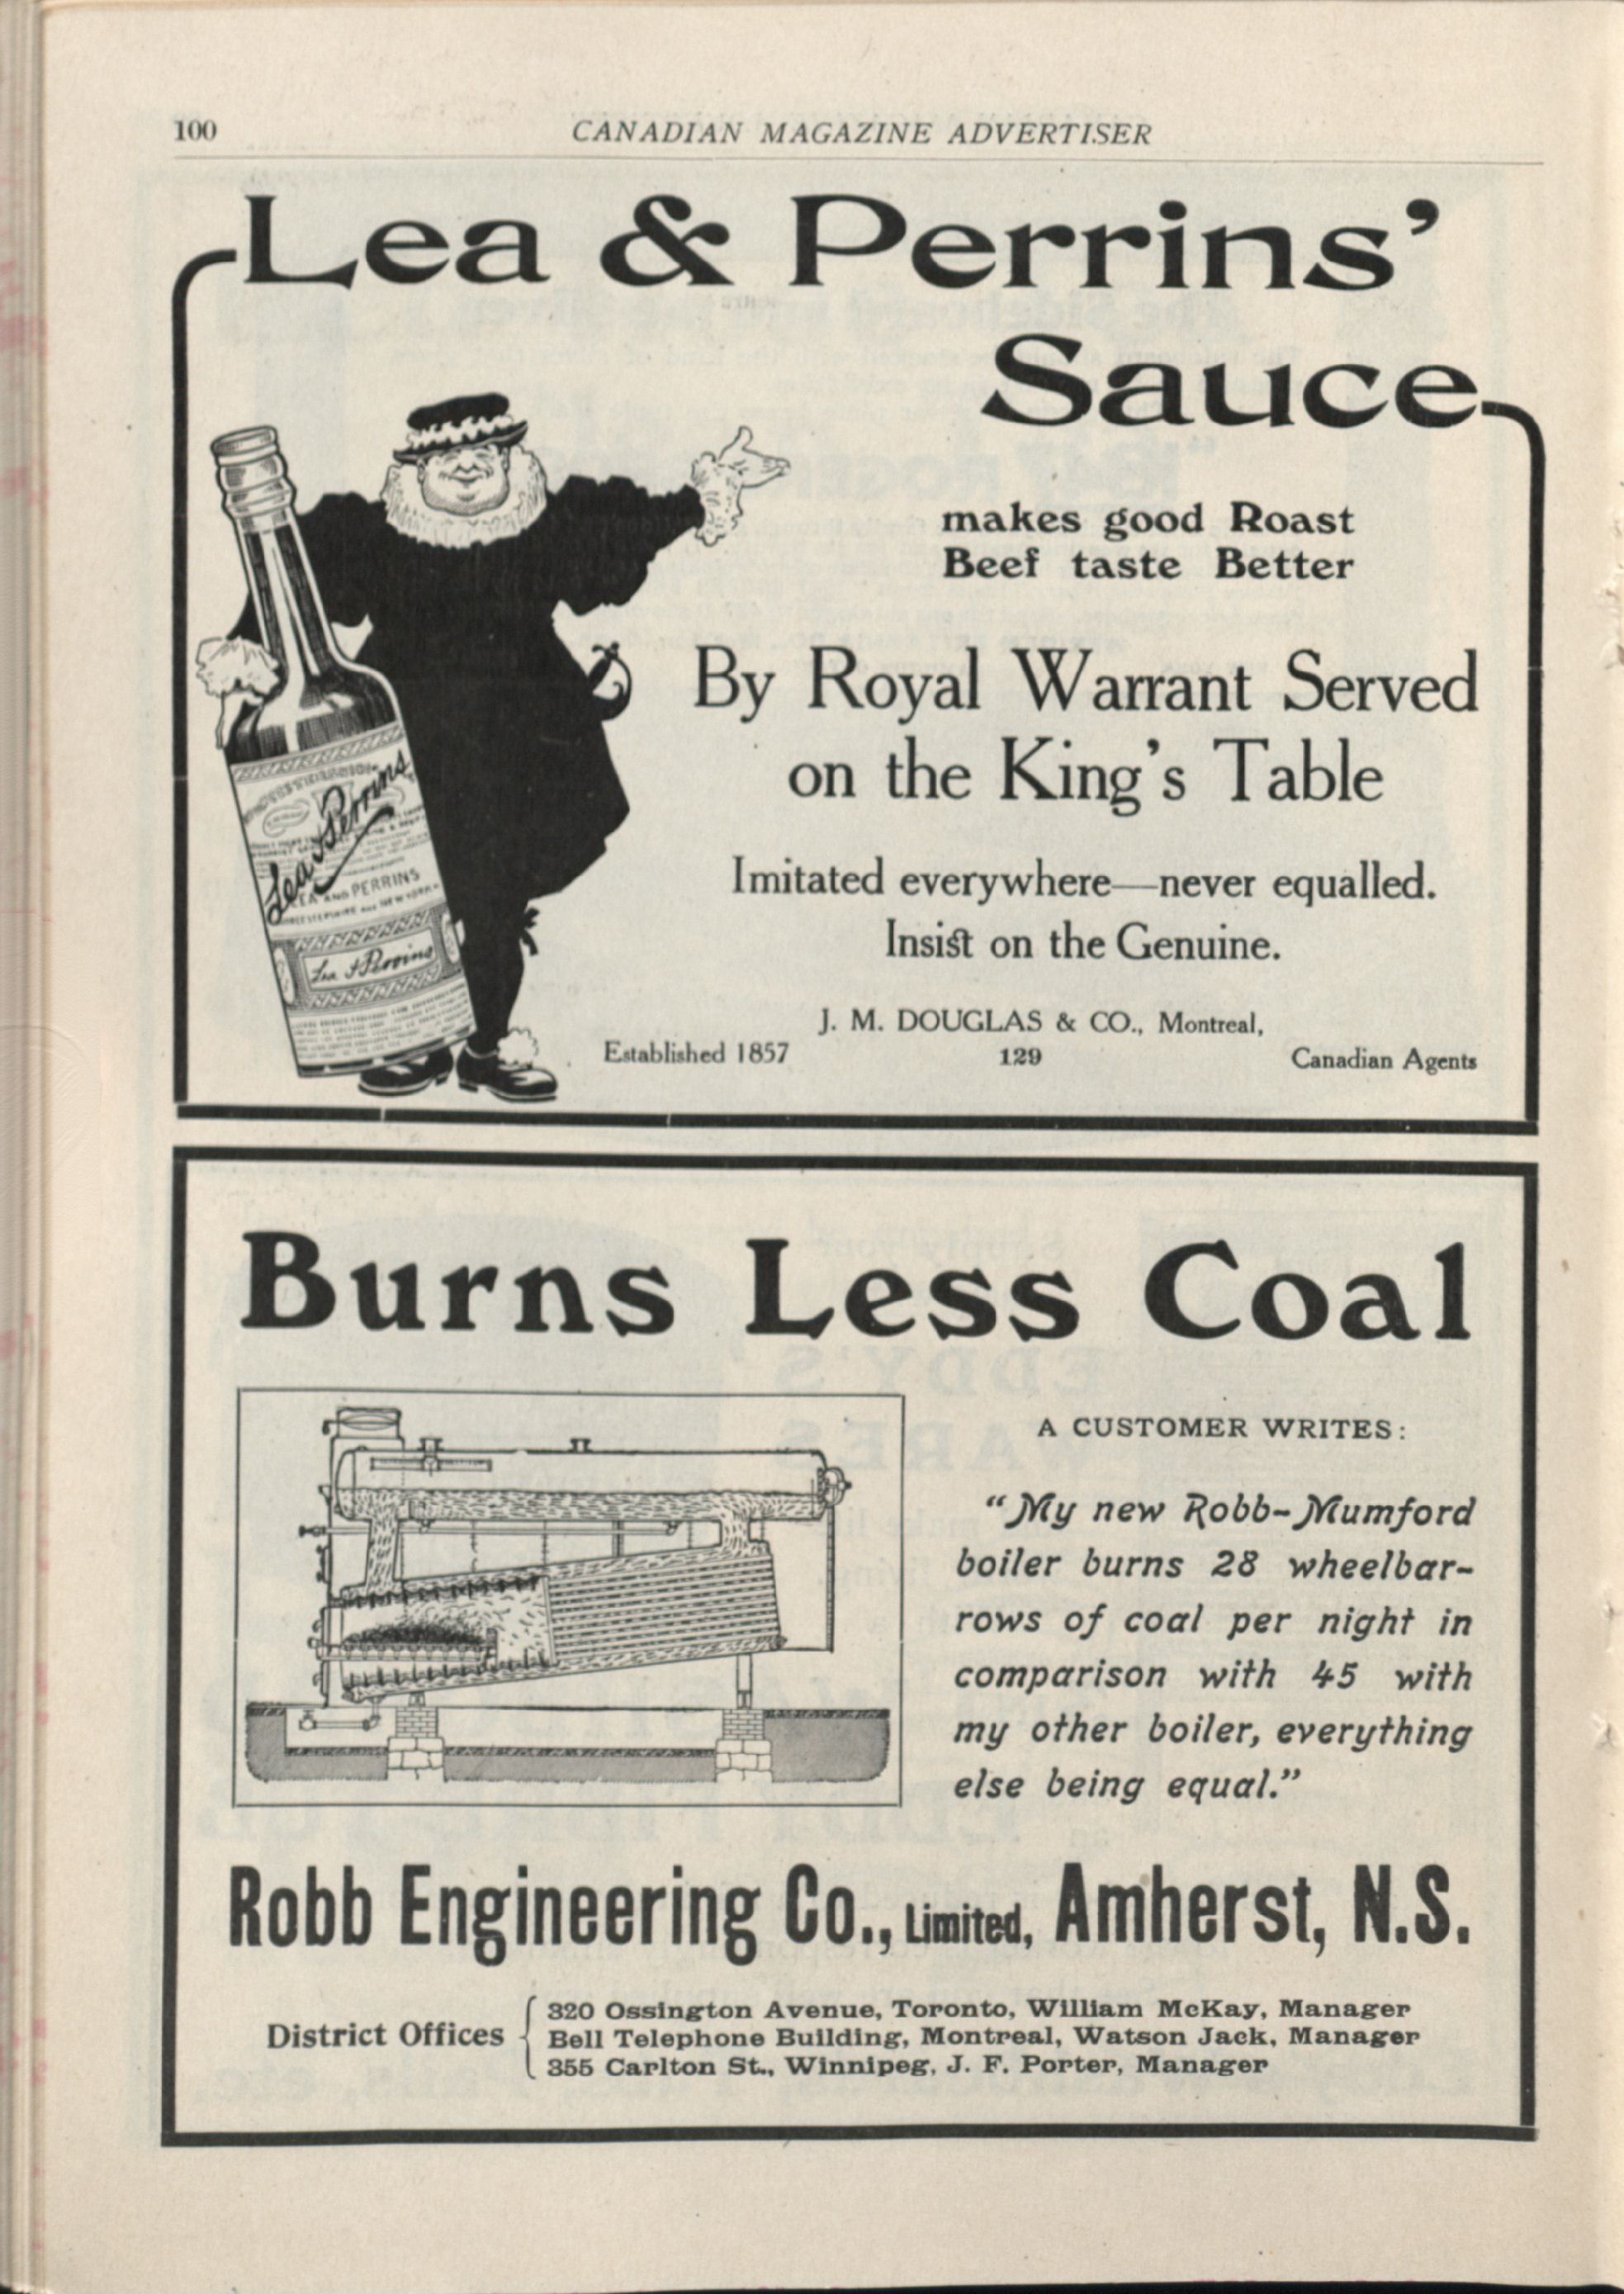 100
CANADIAN MAGAZINE ADVERTISER
Lea & Perrins'
Sauce
makes good Roast
Beef taste Better
By Royal Warrant Served
on the King's Table
Imitated everywhere—never equalled.
Insist on the Genuine.
J. M. DOUGLAS & CO., Montreal,
Established 1857 129 Canadian Agents
Lea & Perrins
LEA AND PERRINS
Lea & Perrins
Burns Less Coal
A CUSTOMER WRITES:
"My new Robb-Mumford
boiler burns 28 wheelbar-
rows of coal per night in
comparison with 45 with
my other boiler, everything
else being equal."
Robb Engineering Co., Limited, Amherst, N.S.
District Offices
320 Ossington Avenue, Toronto, William McKay, Manager
Bell Telephone Building, Montreal, Watson Jack, Manager
355 Carlton St., Winnipeg, J. F. Porter, Manager